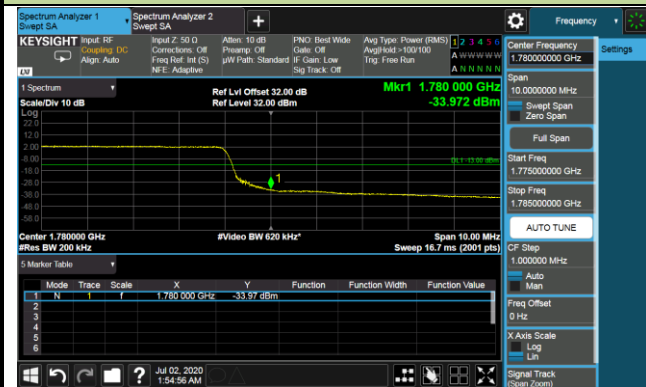 Spectrum Analyzer 1
Swept SA
Spectrum Analyzer 2
Swept SA
+
Frequency
KEYSIGHT
Input: RF
Coupling: DC
Align: Auto
LXI
Input Z: 50 Ω
Corrections: Off
Freq Ref: Int (S)
NFE: Adaptive
Atten: 10 dB
Preamp: Off
µW Path: Standard
PNO: Best Wide
Gate: Off
IF Gain: Low
Sig Track: Off
Avg Type: Power (RMS)
Avg|Hold:>100/100
Trig: Free Run
1 2 3 4 5 6
A W W W W W
A N N N N N
Center Frequency
1.780000000 GHz
Settings
Span
10.0000000 MHz
Swept Span
Zero Span
Full Span
Start Freq
1.775000000 GHz
Stop Freq
1.785000000 GHz
AUTO TUNE
CF Step
1.000000 MHz
Auto
Man
Freq Offset
0 Hz
X Axis Scale
Log
Lin
Signal Track
(Span Zoom)
1 Spectrum
Scale/Div 10 dB
Log
Ref Lvl Offset 32.00 dB
Ref Level 32.00 dBm
Mkr1 1.780 000 GHz
-33.972 dBm
22.0
12.0
2.00
-8.00
-18.0
-28.0
-38.0
-48.0
-58.0
DL1 -13.00 dBm
1
Center 1.780000 GHz
#Res BW 200 kHz
#Video BW 620 kHz*
Span 10.00 MHz
Sweep 16.7 ms (2001 pts)
5 Marker Table
Mode Trace Scale X Y Function Function Width Function Value
1 N 1 f 1.780 000 GHz -33.97 dBm
2
3
4
5
6
?
Jul 02, 2020
1:54:56 AM